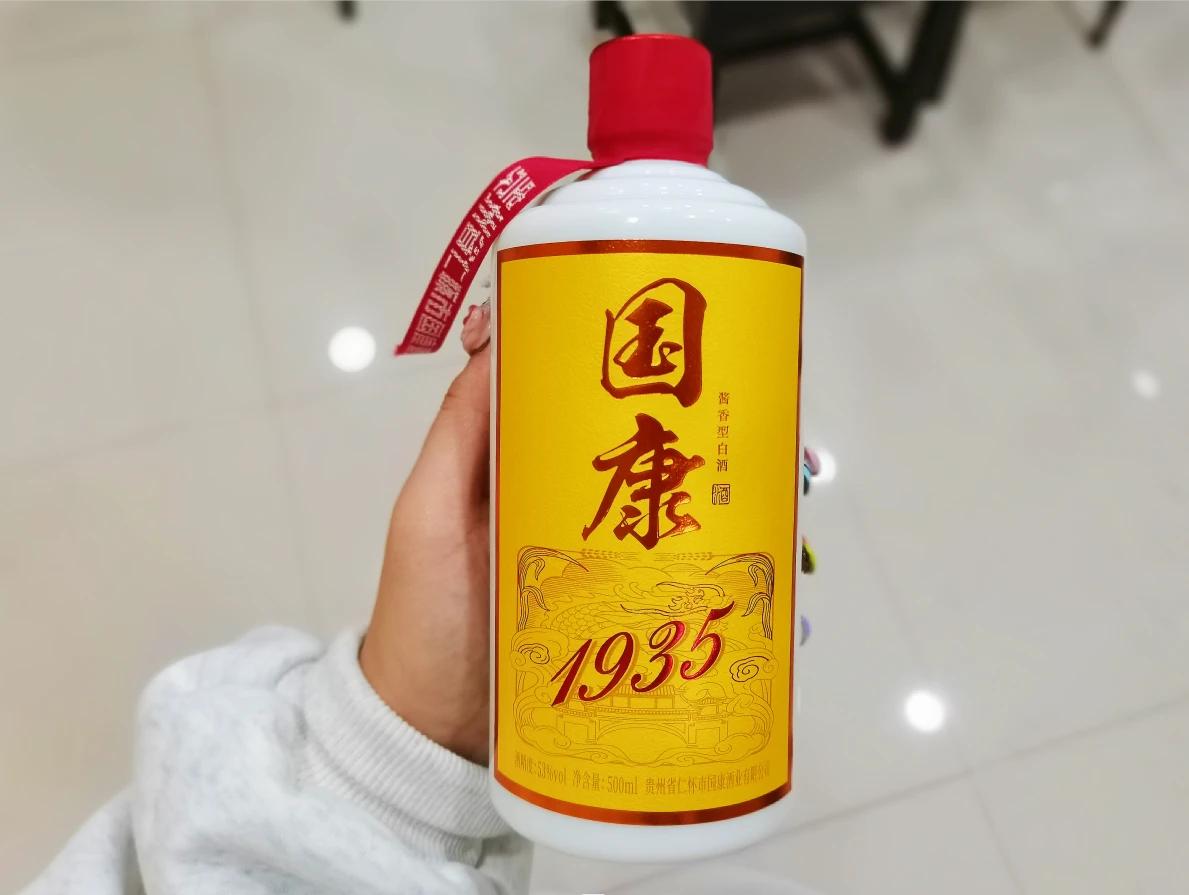 国康
酱香型白酒
酒
1935
酒精度:53%vol 净含量:500ml 贵州省仁怀市国康酒业有限公司